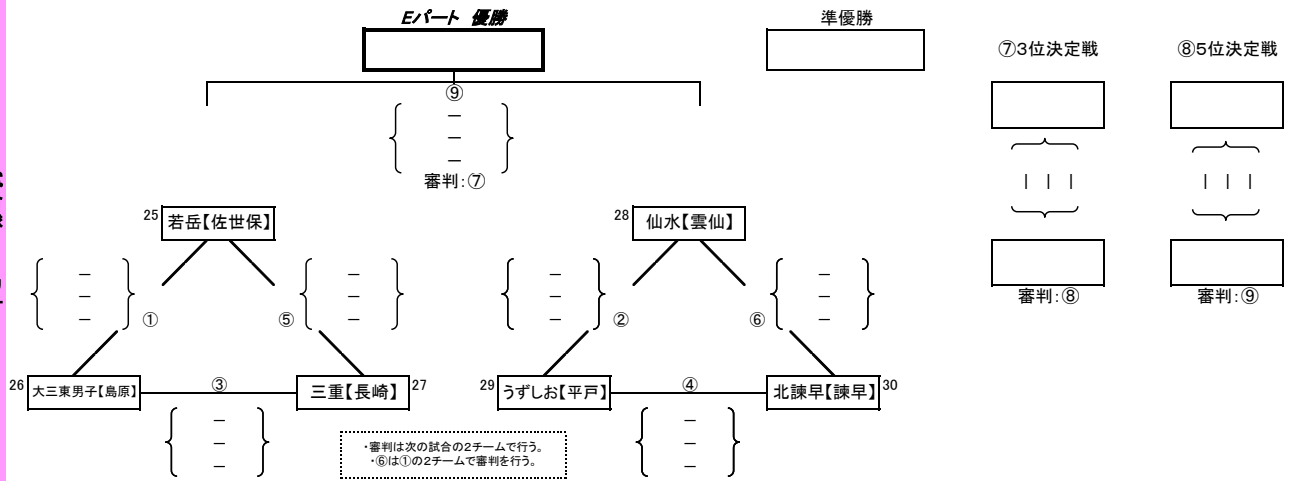 Eパート 優勝
準優勝
⑦3位決定戦
⑧5位決定戦
⑨
－
－
－
審判：⑦
25
若岳【佐世保】
28
仙水【雲仙】
－
－
－
①
－
－
－
⑤
－
－
－
②
－
－
－
⑥
| | |
審判：⑧
| | |
審判：⑨
26
大三東男子【島原】
③
三重【長崎】
27
29
うずしお【平戸】
④
北諫早【諫早】
30
－
－
－
－
－
－
・審判は次の試合の2チームで行う。
・⑥は①の2チームで審判を行う。